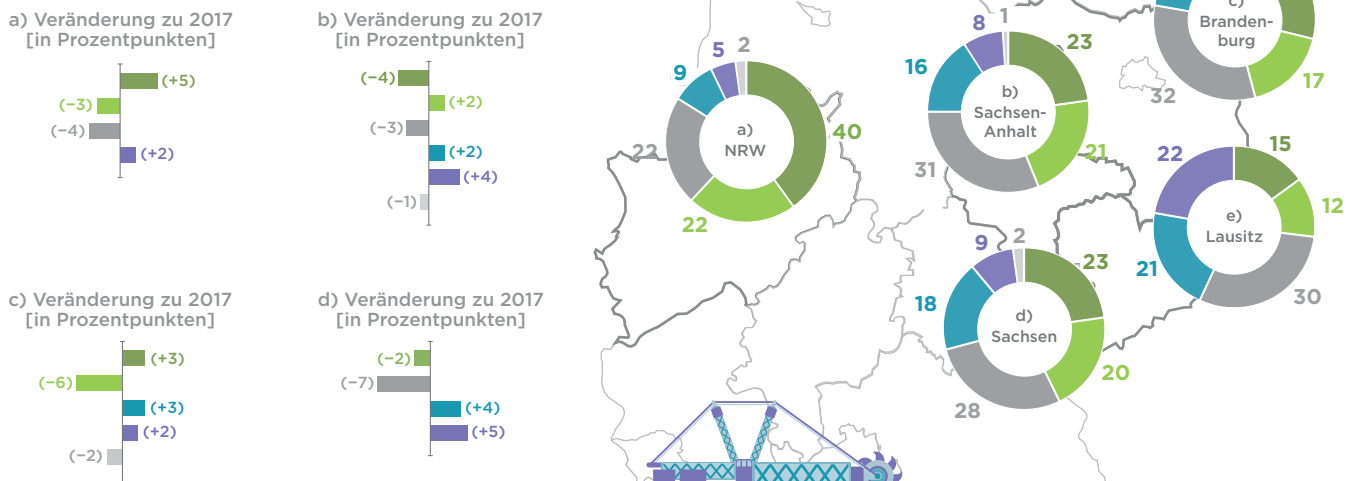 a) Veränderung zu 2017
[in Prozentpunkten]
(+5)
(−3)
(−4)
(+2)
b) Veränderung zu 2017
[in Prozentpunkten]
(−4)
(+2)
(−3)
(+2)
(+4)
(−1)
c) Veränderung zu 2017
[in Prozentpunkten]
(+3)
(−6)
(+3)
(+2)
(−2)
d) Veränderung zu 2017
[in Prozentpunkten]
(−2)
(−7)
(+4)
(+5)
a)
NRW
40
22
22
9
5
2
b)
Sachsen-
Anhalt
23
21
31
16
8
1
c)
Branden-
burg
17
32
d)
Sachsen
23
20
28
18
9
2
e)
Lausitz
15
12
30
21
22